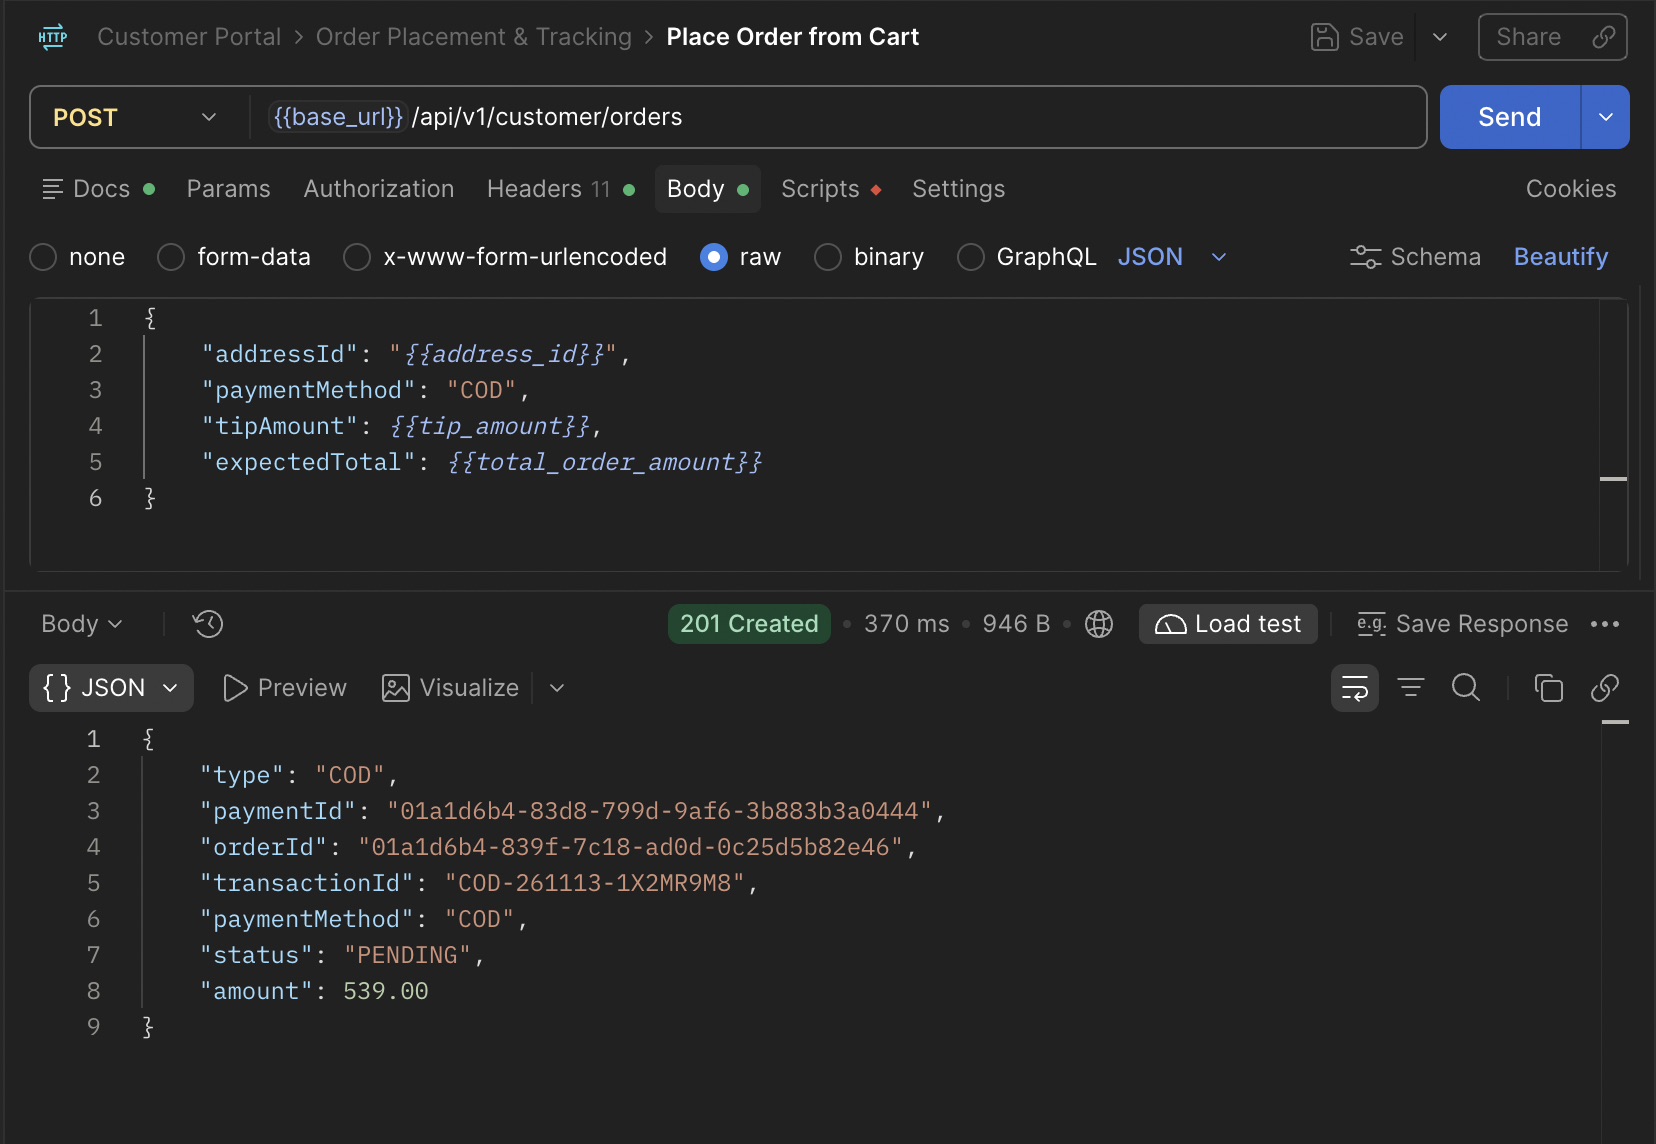 HTTP Customer Portal > Order Placement & Tracking > Place Order from Cart Save Share
POST {{base_url}} /api/v1/customer/orders Send
Docs Params Authorization Headers 11 Body Scripts Settings Cookies
none form-data x-www-form-urlencoded raw binary GraphQL JSON Schema Beautify
1 {
2 "addressId": "{{address_id}}",
3 "paymentMethod": "COD",
4 "tipAmount": {{tip_amount}},
5 "expectedTotal": {{total_order_amount}}
6 }
Body 201 Created • 370 ms • 946 B • Load test e.g. Save Response
{ } JSON Preview Visualize
1 {
2 "type": "COD",
3 "paymentId": "01a1d6b4-83d8-799d-9af6-3b883b3a0444",
4 "orderId": "01a1d6b4-839f-7c18-ad0d-0c25d5b82e46",
5 "transactionId": "COD-261113-1X2MR9M8",
6 "paymentMethod": "COD",
7 "status": "PENDING",
8 "amount": 539.00
9 }